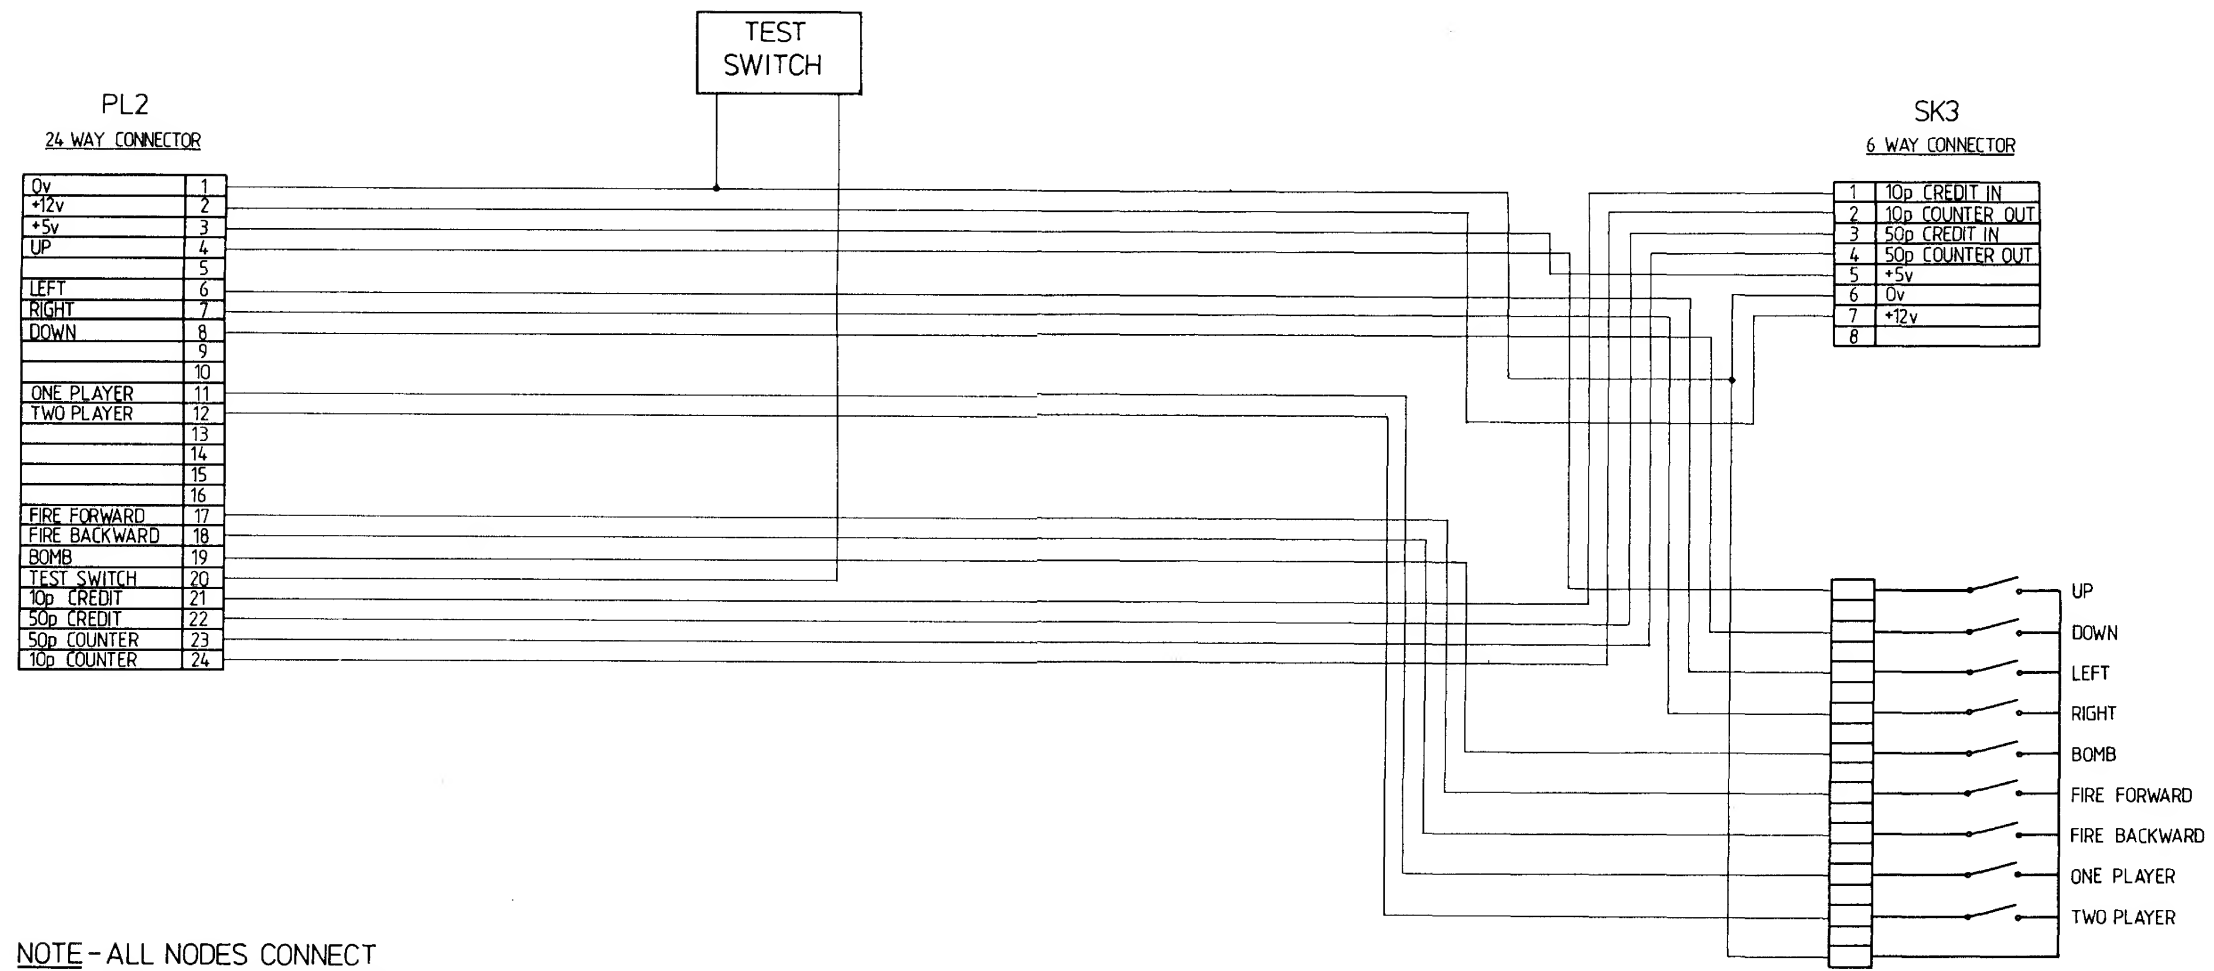 TEST
SWITCH
PL2
24 WAY CONNECTOR
0v 1
+12v 2
+5v 3
UP 4
5
LEFT 6
RIGHT 7
DOWN 8
9
10
ONE PLAYER 11
TWO PLAYER 12
13
14
15
16
FIRE FORWARD 17
FIRE BACKWARD 18
BOMB 19
TEST SWITCH 20
10p CREDIT 21
50p CREDIT 22
50p COUNTER 23
10p COUNTER 24
SK3
6 WAY CONNECTOR
1 10p CREDIT IN
2 10p COUNTER OUT
3 50p CREDIT IN
4 50p COUNTER OUT
5 +5v
6 0v
7 +12v
8
UP
DOWN
LEFT
RIGHT
BOMB
FIRE FORWARD
FIRE BACKWARD
ONE PLAYER
TWO PLAYER
NOTE - ALL NODES CONNECT